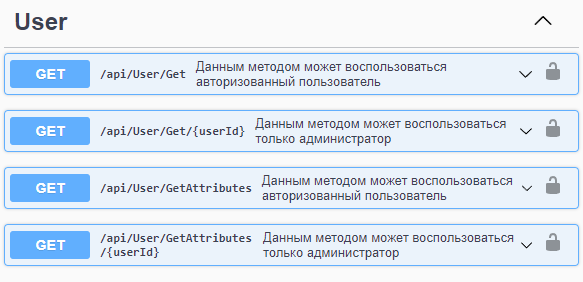 User
GET /api/User/Get Данным методом может воспользоваться
авторизованный пользователь
GET /api/User/Get/{userId} Данным методом может воспользоваться
только администратор
GET /api/User/GetAttributes Данным методом может воспользоваться
авторизованный пользователь
GET /api/User/GetAttributes Данным методом может воспользоваться
/{userId} только администратор